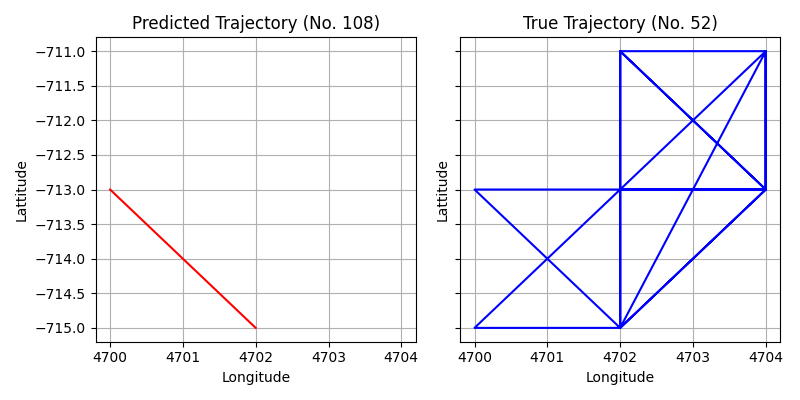 Predicted Trajectory (No. 108)
True Trajectory (No. 52)
−711.0
−711.5
−712.0
−712.5
−713.0
−713.5
−714.0
−714.5
−715.0
Lattitude
Lattitude
4700 4701 4702 4703 4704
4700 4701 4702 4703 4704
Longitude
Longitude